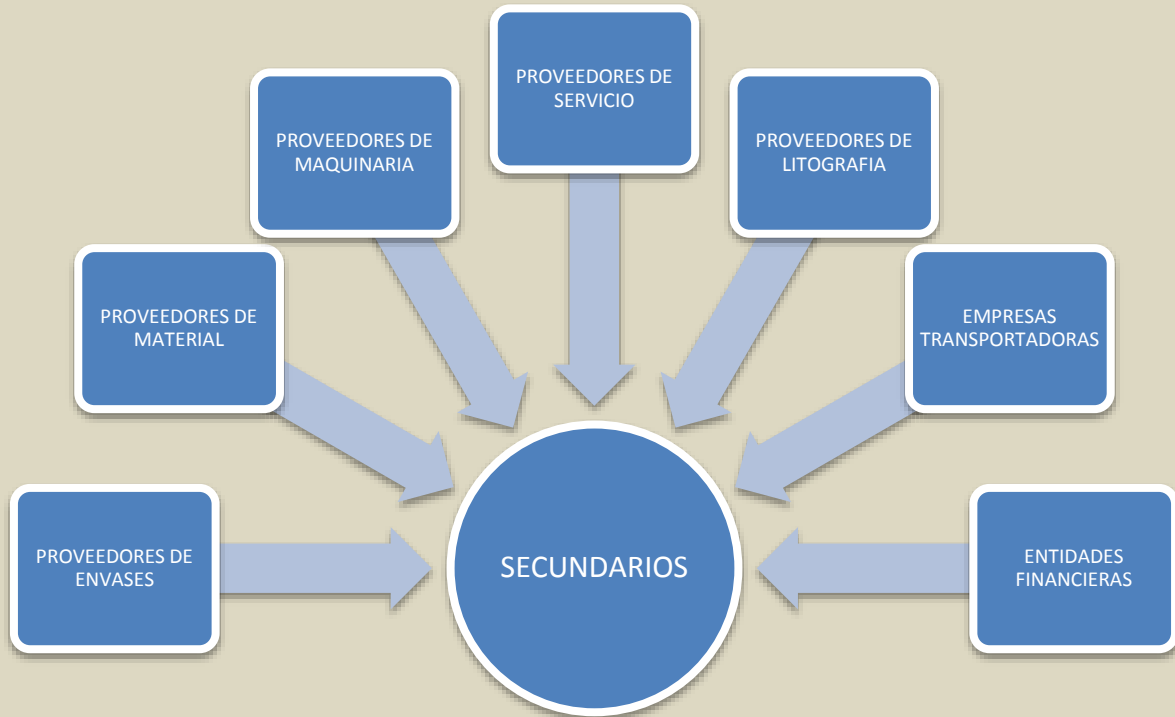 PROVEEDORES DE
SERVICIO
PROVEEDORES DE
MAQUINARIA
PROVEEDORES DE
LITOGRAFIA
PROVEEDORES DE
MATERIAL
EMPRESAS
TRANSPORTADORAS
PROVEEDORES DE
ENVASES
SECUNDARIOS
ENTIDADES
FINANCIERAS